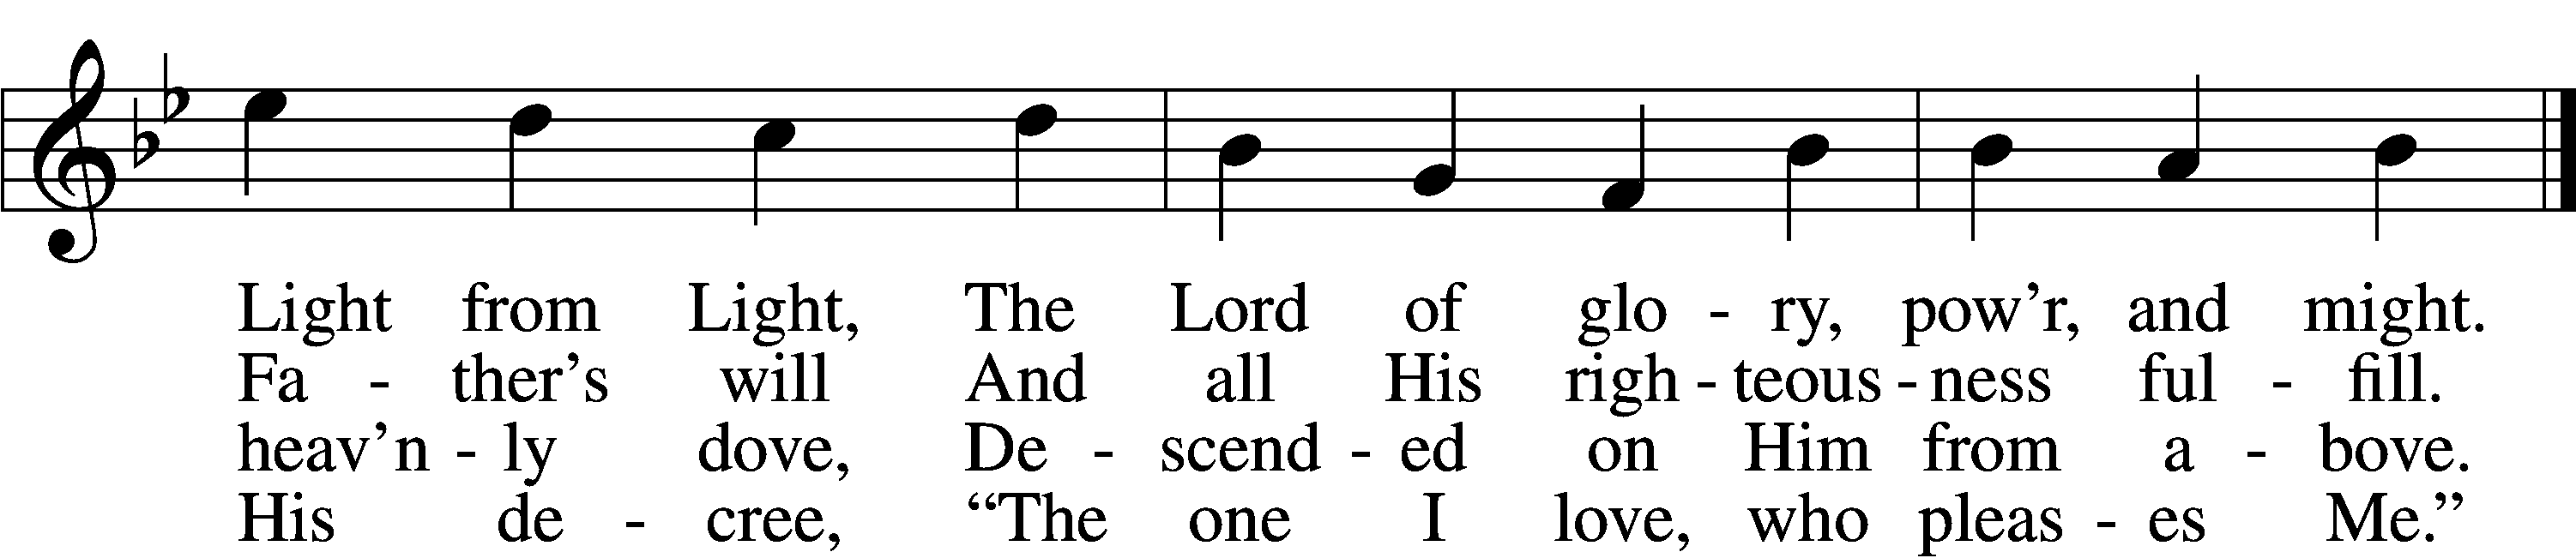 Light from Light, The Lord of glo - ry, pow’r, and might.
Fa - ther’s will And all His righ - teous - ness ful - fill.
heav’n - ly dove, De - scend - ed on Him from a - bove.
His de - cree, “The one I love, who pleas - es Me.”